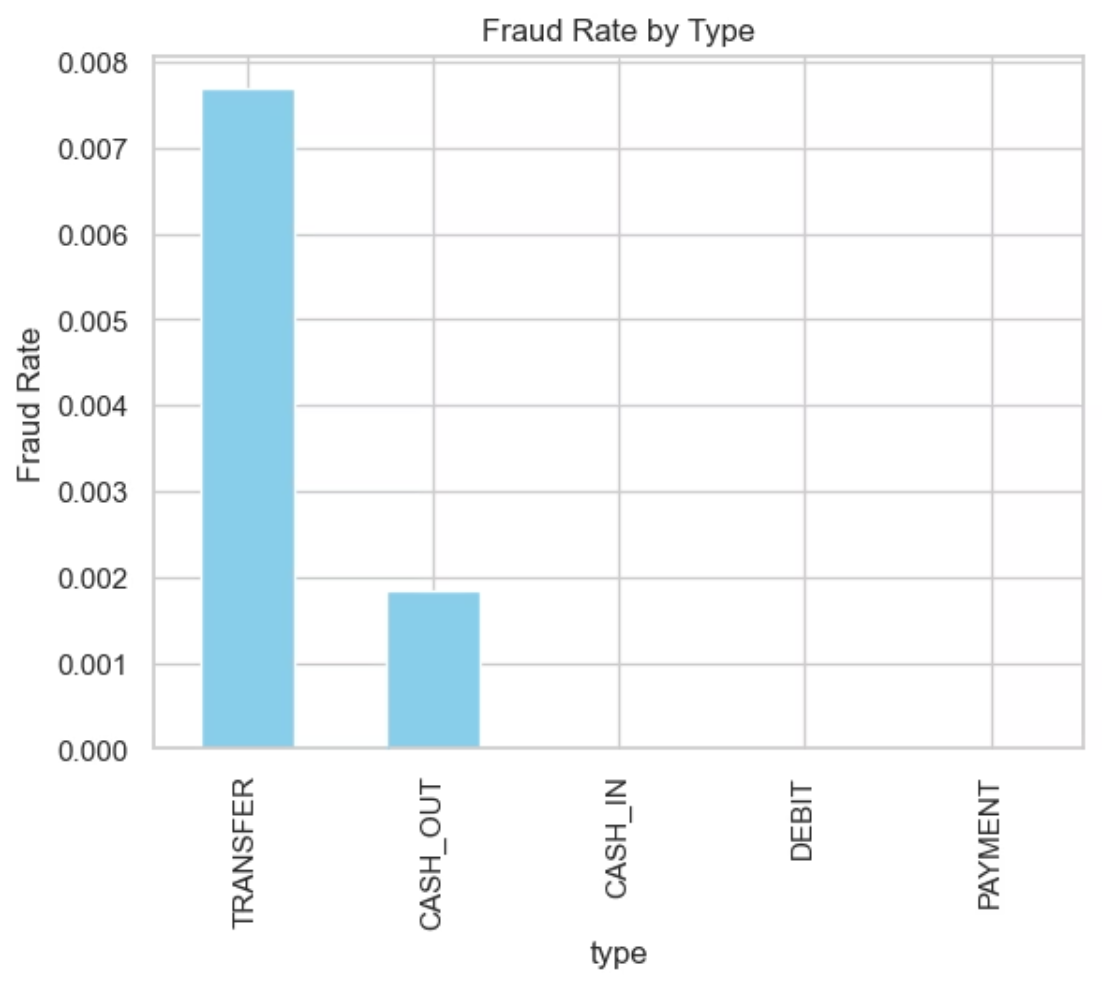 Fraud Rate by Type
Fraud Rate
0.008
0.007
0.006
0.005
0.004
0.003
0.002
0.001
0.000
TRANSFER
CASH_OUT
CASH_IN
DEBIT
PAYMENT
type